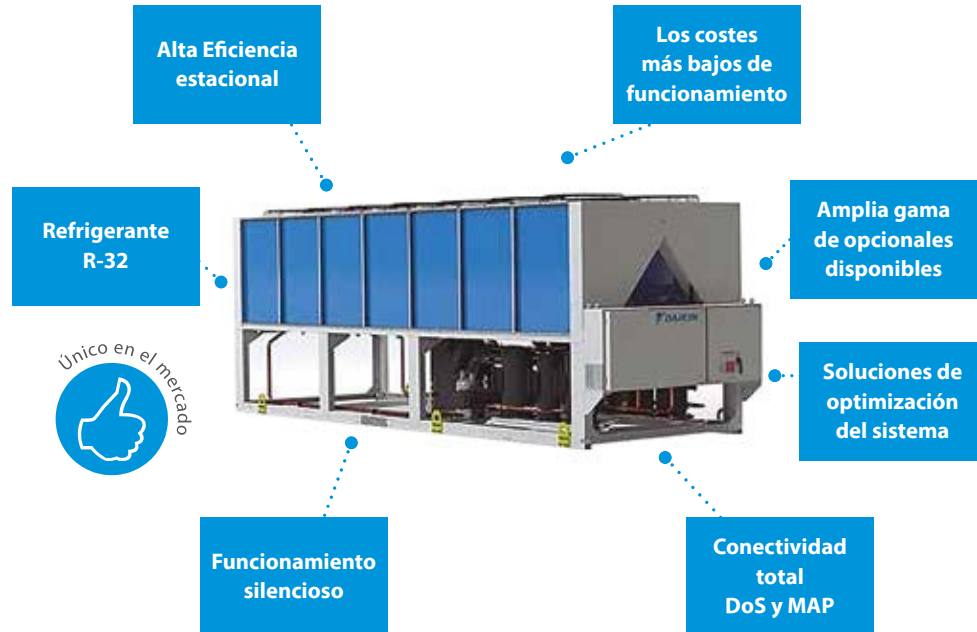 Alta Eficiencia
estacional
Los costes
más bajos de
funcionamiento
Refrigerante
R-32
Amplia gama
de opcionales
disponibles
DAIKIN
Único en el mercado
Soluciones de
optimización
del sistema
Funcionamiento
silencioso
Conectividad
total
DoS y MAP